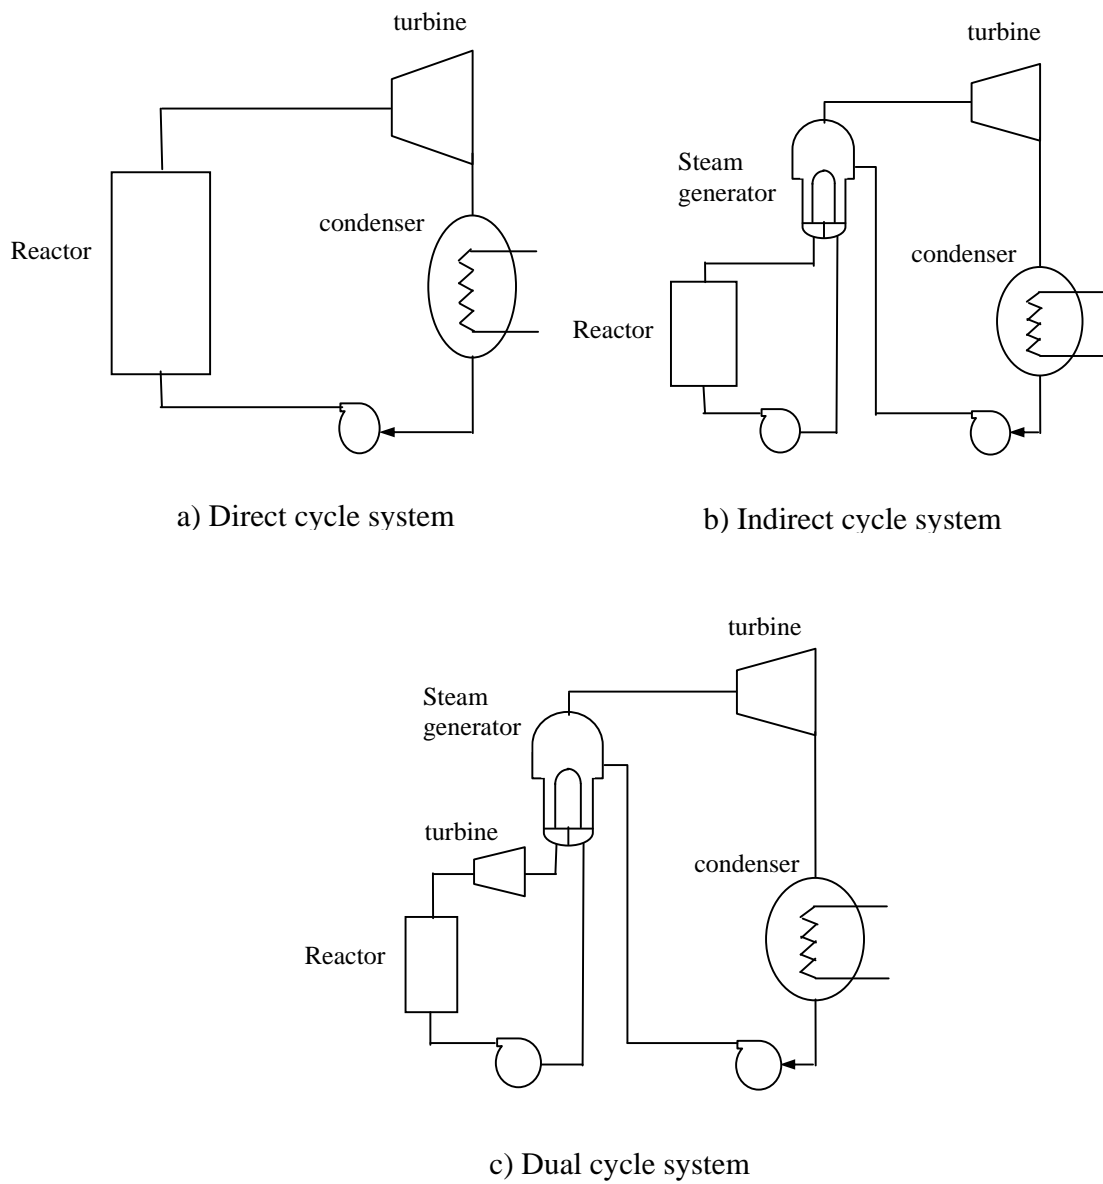 turbine
condenser
Reactor
a) Direct cycle system
turbine
Steam
generator
condenser
Reactor
b) Indirect cycle system
turbine
Steam
generator
turbine
condenser
Reactor
c) Dual cycle system